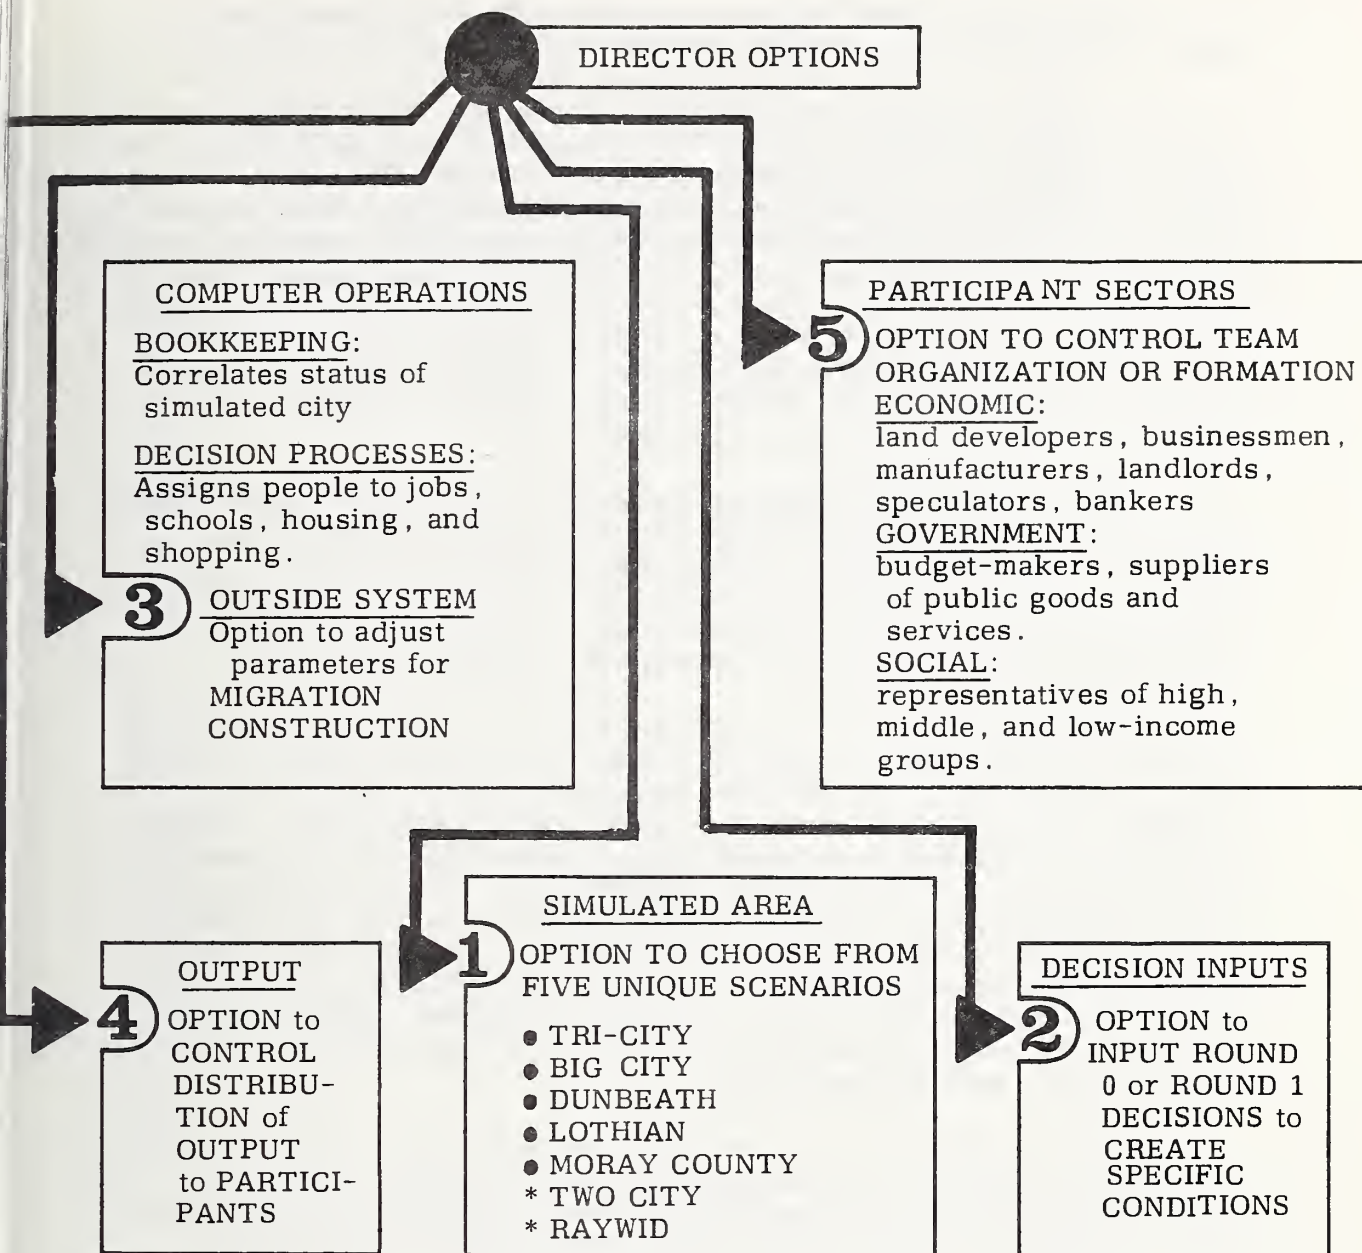 DIRECTOR OPTIONS
COMPUTER OPERATIONS
BOOKKEEPING:
Correlates status of
simulated city
DECISION PROCESSES:
Assigns people to jobs,
schools, housing, and
shopping.
3
OUTSIDE SYSTEM
Option to adjust
parameters for
MIGRATION
CONSTRUCTION
PARTICIPANT SECTORS
5 OPTION TO CONTROL TEAM
ORGANIZATION OR FORMATION
ECONOMIC:
land developers, businessmen,
manufacturers, landlords,
speculators, bankers
GOVERNMENT:
budget-makers, suppliers
of public goods and
services.
SOCIAL:
representatives of high,
middle, and low-income
groups.
OUTPUT
4 OPTION to
CONTROL
DISTRIBU-
TION of
OUTPUT
to PARTICI-
PANTS
SIMULATED AREA
1 OPTION TO CHOOSE FROM
FIVE UNIQUE SCENARIOS
● TRI-CITY
● BIG CITY
● DUNBEATH
● LOTHIAN
● MORAY COUNTY
* TWO CITY
* RAYWID
DECISION INPUTS
2 OPTION to
INPUT ROUND
0 or ROUND 1
DECISIONS to
CREATE
SPECIFIC
CONDITIONS